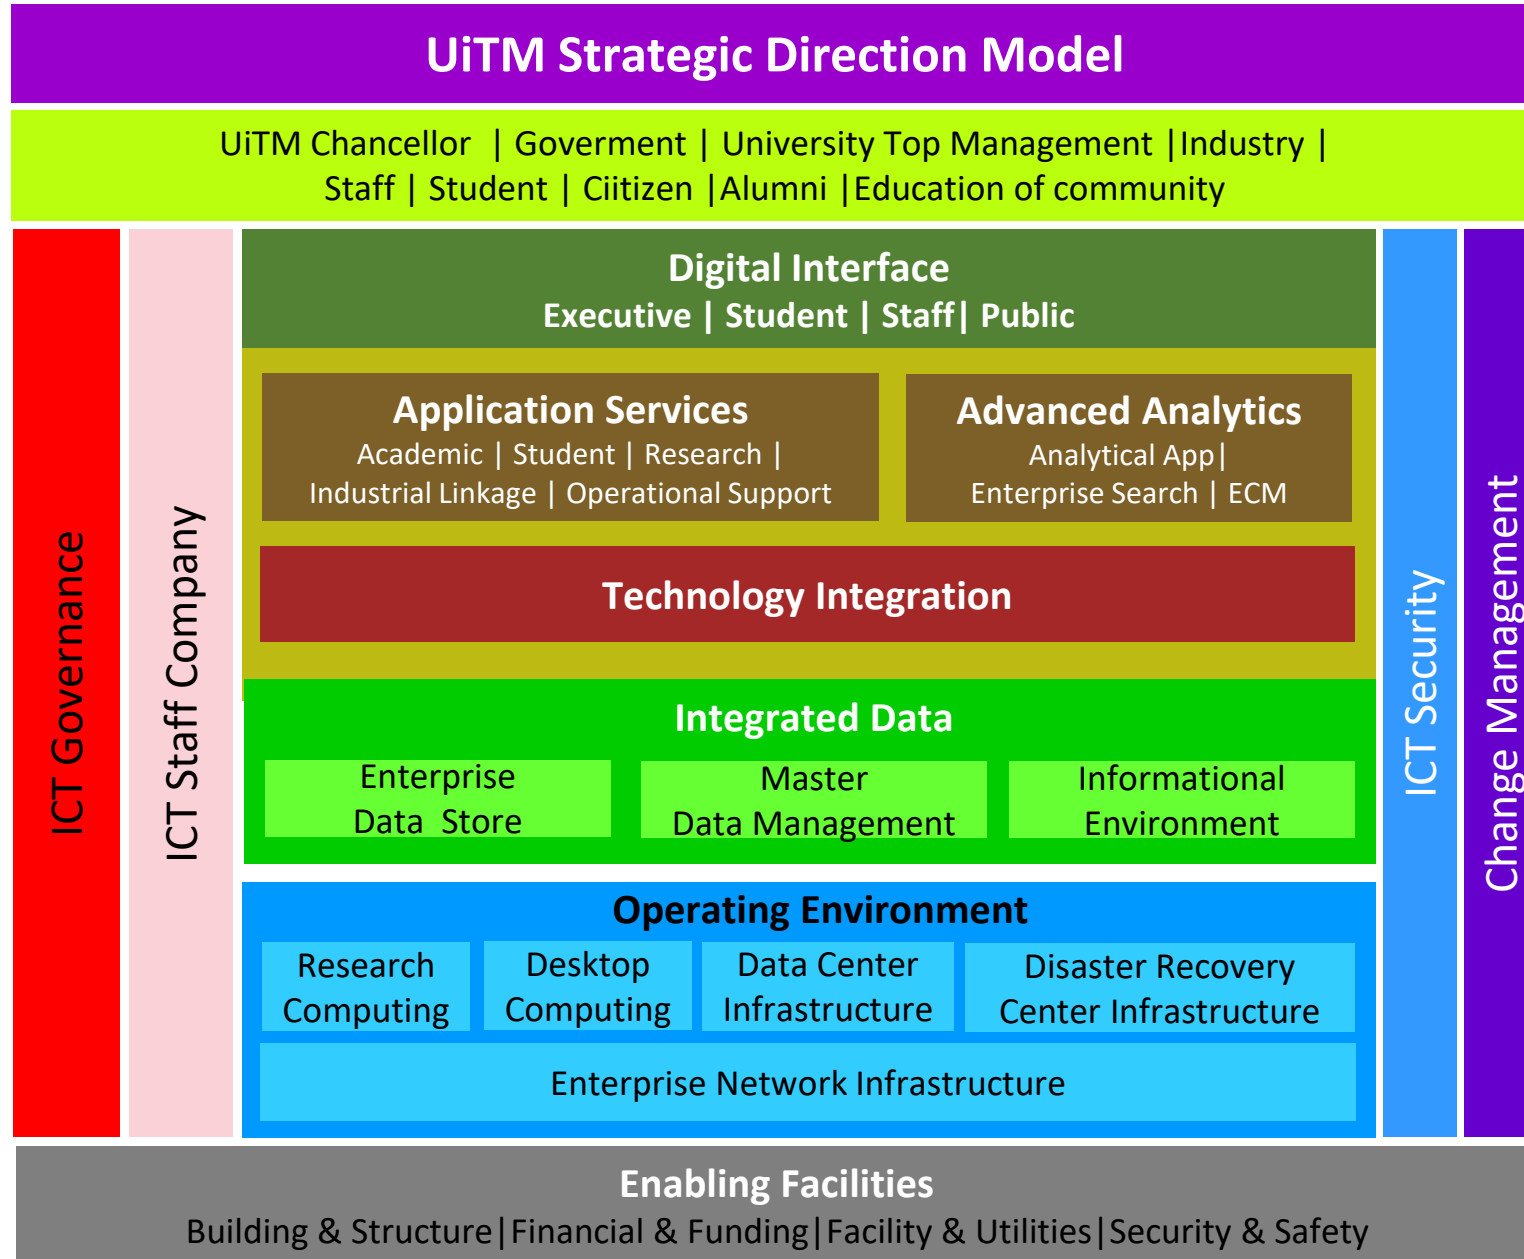 UiTM Strategic Direction Model
UiTM Chancellor | Goverment | University Top Management |Industry |
Staff | Student | Ciitizen |Alumni |Education of community
ICT Governance
ICT Staff Company
Digital Interface
Executive | Student | Staff| Public
Application Services
Academic | Student | Research |
Industrial Linkage | Operational Support
Advanced Analytics
Analytical App|
Enterprise Search | ECM
Technology Integration
Integrated Data
Enterprise
Data Store
Master
Data Management
Informational
Environment
Operating Environment
Research
Computing
Desktop
Computing
Data Center
Infrastructure
Disaster Recovery
Center Infrastructure
Enterprise Network Infrastructure
ICT Security
Change Management
Enabling Facilities
Building & Structure|Financial & Funding|Facility & Utilities|Security & Safety